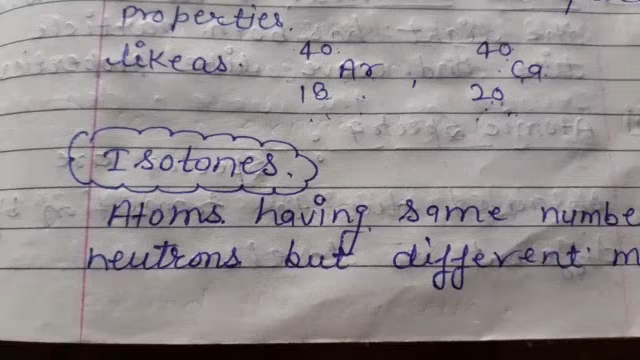 properties.
like as. 40 40
Ar , Ca
18 20
Isotones.
Atoms having same numbe
neutrons but different m